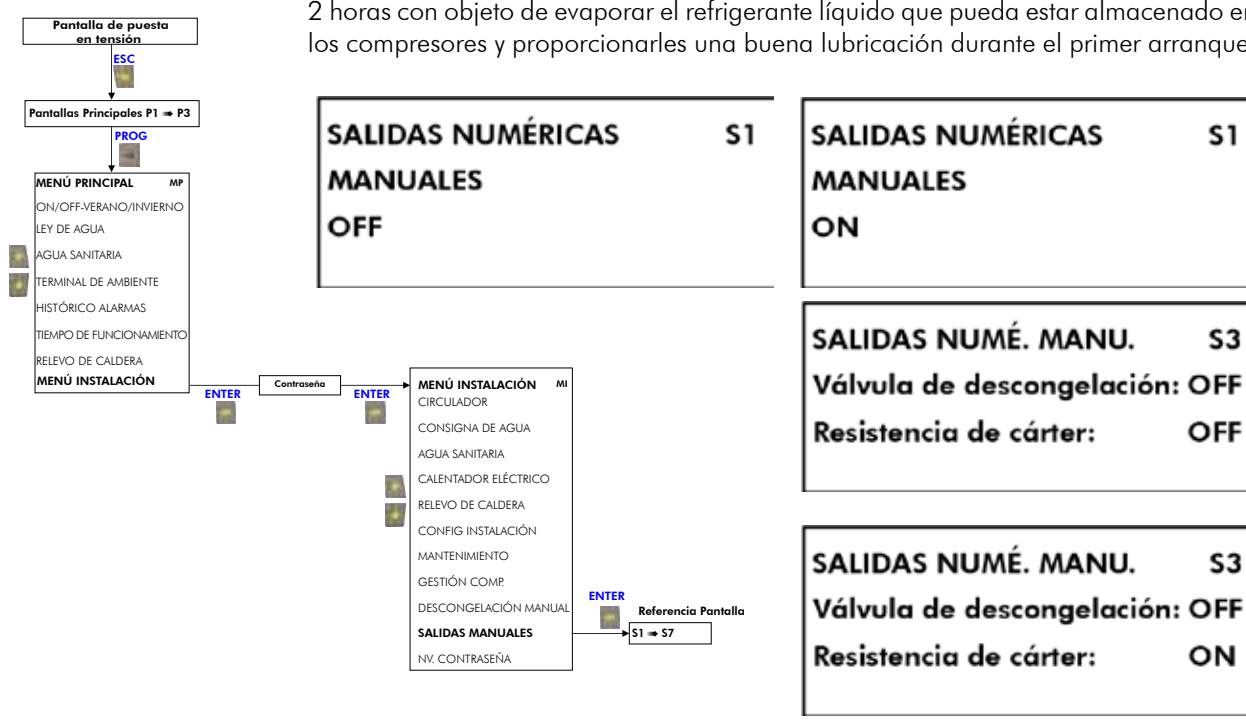 2 horas con objeto de evaporar el refrigerante líquido que pueda estar almacenado en
los compresores y proporcionarles una buena lubricación durante el primer arranque
Pantalla de puesta
en tensión
ESC
Pantallas Principales P1 ➠ P3
PROG
MENÚ PRINCIPAL MP
ON/OFF-VERANO/INVIERNO
LEY DE AGUA
AGUA SANITARIA
TERMINAL DE AMBIENTE
HISTÓRICO ALARMAS
TIEMPO DE FUNCIONAMIENTO
RELEVO DE CALDERA
MENÚ INSTALACIÓN
ENTER
Contraseña
ENTER
MENÚ INSTALACIÓN MI
CIRCULADOR
CONSIGNA DE AGUA
AGUA SANITARIA
CALENTADOR ELÉCTRICO
RELEVO DE CALDERA
CONFIG INSTALACIÓN
MANTENIMIENTO
GESTIÓN COMP.
DESCONGELACIÓN MANUAL
SALIDAS MANUALES
NV. CONTRASEÑA
ENTER
Referencia Pantalla
S1 ➠ S7
SALIDAS NUMÉRICAS S1
MANUALES
OFF
SALIDAS NUMÉRICAS S1
MANUALES
ON
SALIDAS NUMÉ. MANU. S3
Válvula de descongelación: OFF
Resistencia de cárter: OFF
SALIDAS NUMÉ. MANU. S3
Válvula de descongelación: OFF
Resistencia de cárter: ON